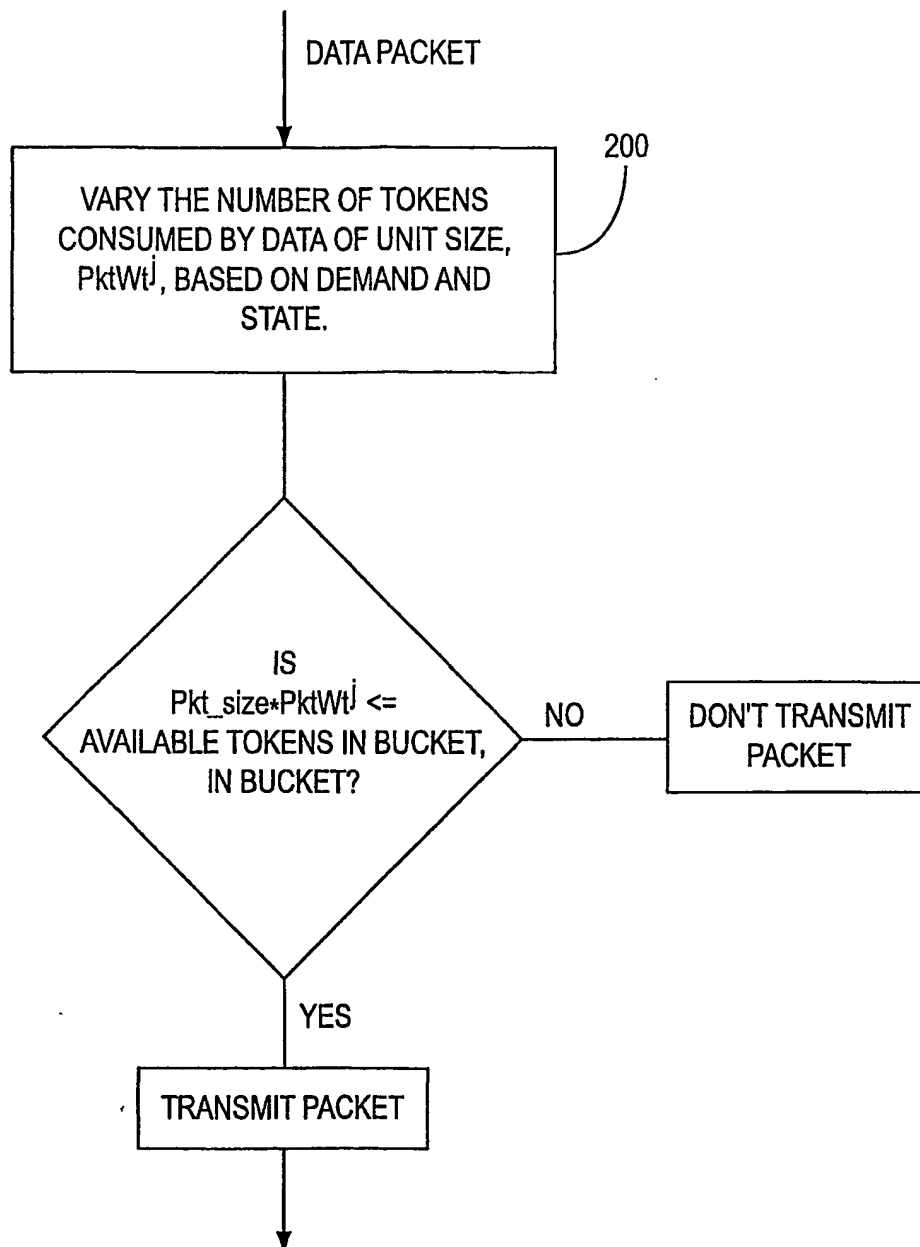 DATA PACKET
200
VARY THE NUMBER OF TOKENS
CONSUMED BY DATA OF UNIT SIZE,
PktWtʲ, BASED ON DEMAND AND
STATE.
IS
Pkt_size*PktWtʲ <=
AVAILABLE TOKENS IN BUCKET,
IN BUCKET?
NO
DON'T TRANSMIT
PACKET
YES
TRANSMIT PACKET